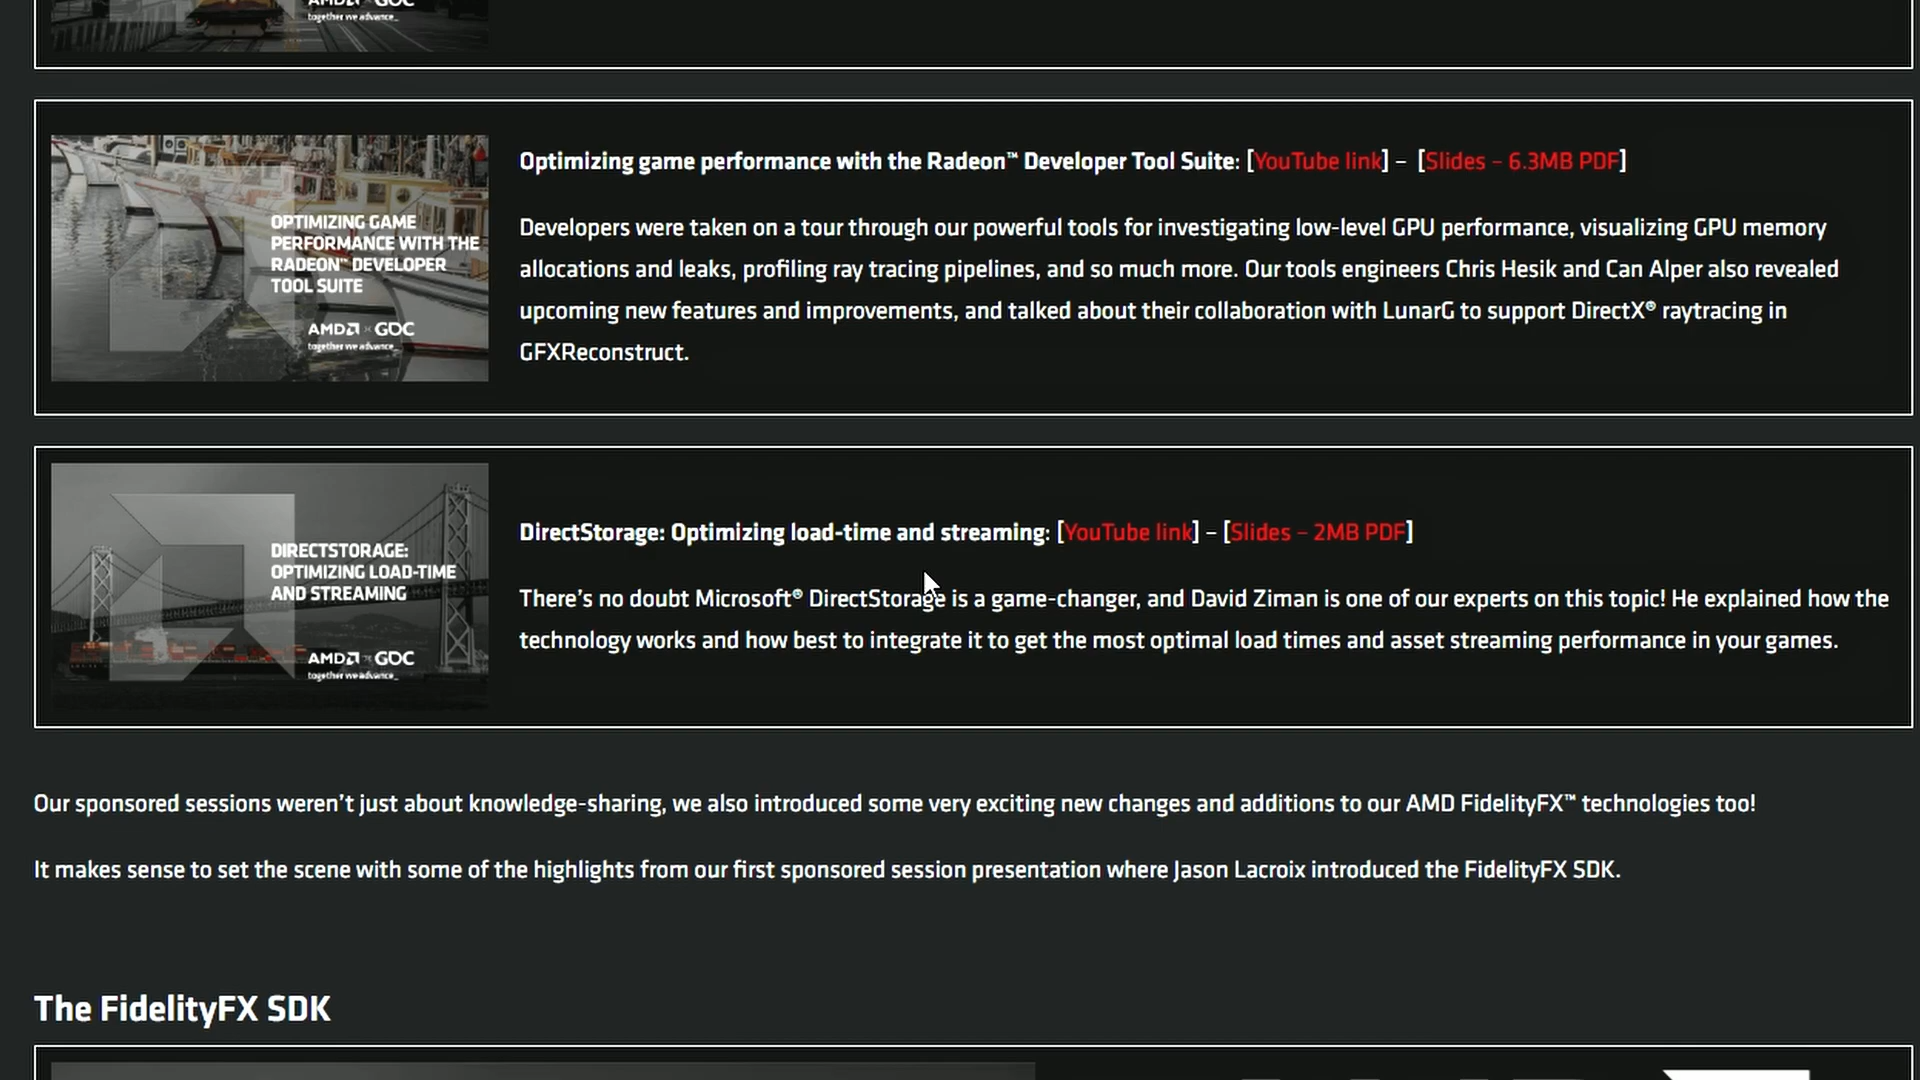 together we advance_
OPTIMIZING GAME
PERFORMANCE WITH THE
RADEON™ DEVELOPER
TOOL SUITE
AMD × GDC
together we advance_
Optimizing game performance with the Radeon™ Developer Tool Suite: [YouTube link] – [Slides – 6.3MB PDF]
Developers were taken on a tour through our powerful tools for investigating low-level GPU performance, visualizing GPU memory
allocations and leaks, profiling ray tracing pipelines, and so much more. Our tools engineers Chris Hesik and Can Alper also revealed
upcoming new features and improvements, and talked about their collaboration with LunarG to support DirectX® raytracing in
GFXReconstruct.
DIRECTSTORAGE:
OPTIMIZING LOAD-TIME
AND STREAMING
AMD × GDC
together we advance_
DirectStorage: Optimizing load-time and streaming: [YouTube link] – [Slides – 2MB PDF]
There's no doubt Microsoft® DirectStorage is a game-changer, and David Ziman is one of our experts on this topic! He explained how the
technology works and how best to integrate it to get the most optimal load times and asset streaming performance in your games.
Our sponsored sessions weren't just about knowledge-sharing, we also introduced some very exciting new changes and additions to our AMD FidelityFX™ technologies too!
It makes sense to set the scene with some of the highlights from our first sponsored session presentation where Jason Lacroix introduced the FidelityFX SDK.
The FidelityFX SDK